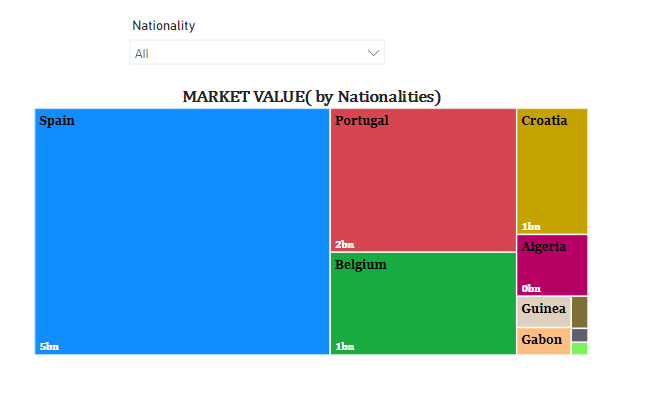 Nationality
All
MARKET VALUE( by Nationalities)
Spain
5bn
Portugal
2bn
Belgium
1bn
Croatia
1bn
Algeria
0bn
Guinea
Gabon